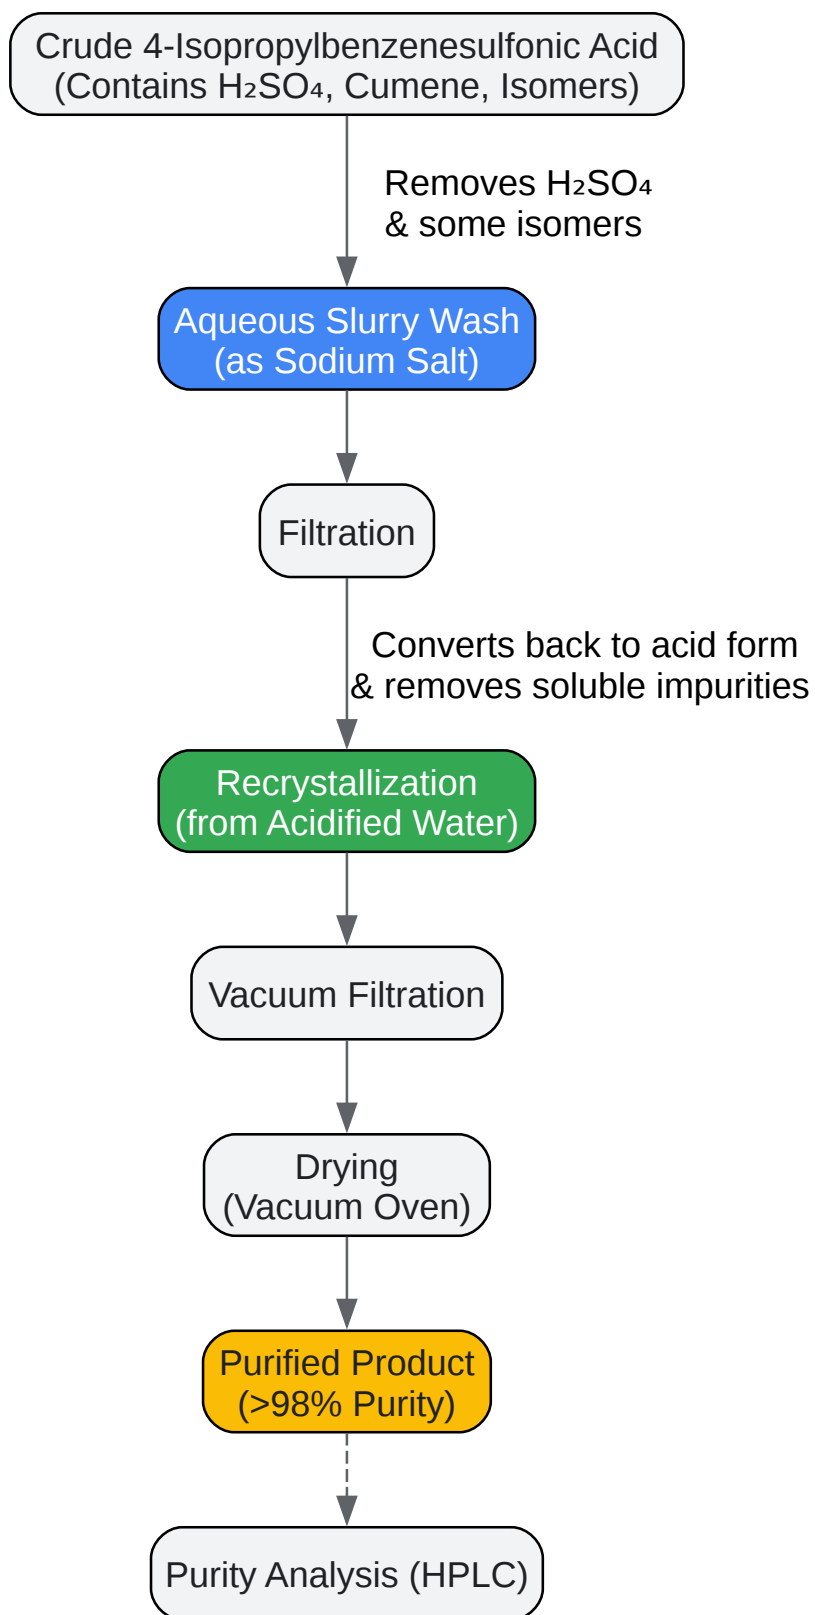 Crude 4-Isopropylbenzenesulfonic Acid
(Contains H₂SO₄, Cumene, Isomers)
Removes H₂SO₄
& some isomers
Aqueous Slurry Wash
(as Sodium Salt)
Filtration
Converts back to acid form
& removes soluble impurities
Recrystallization
(from Acidified Water)
Vacuum Filtration
Drying
(Vacuum Oven)
Purified Product
(>98% Purity)
Purity Analysis (HPLC)